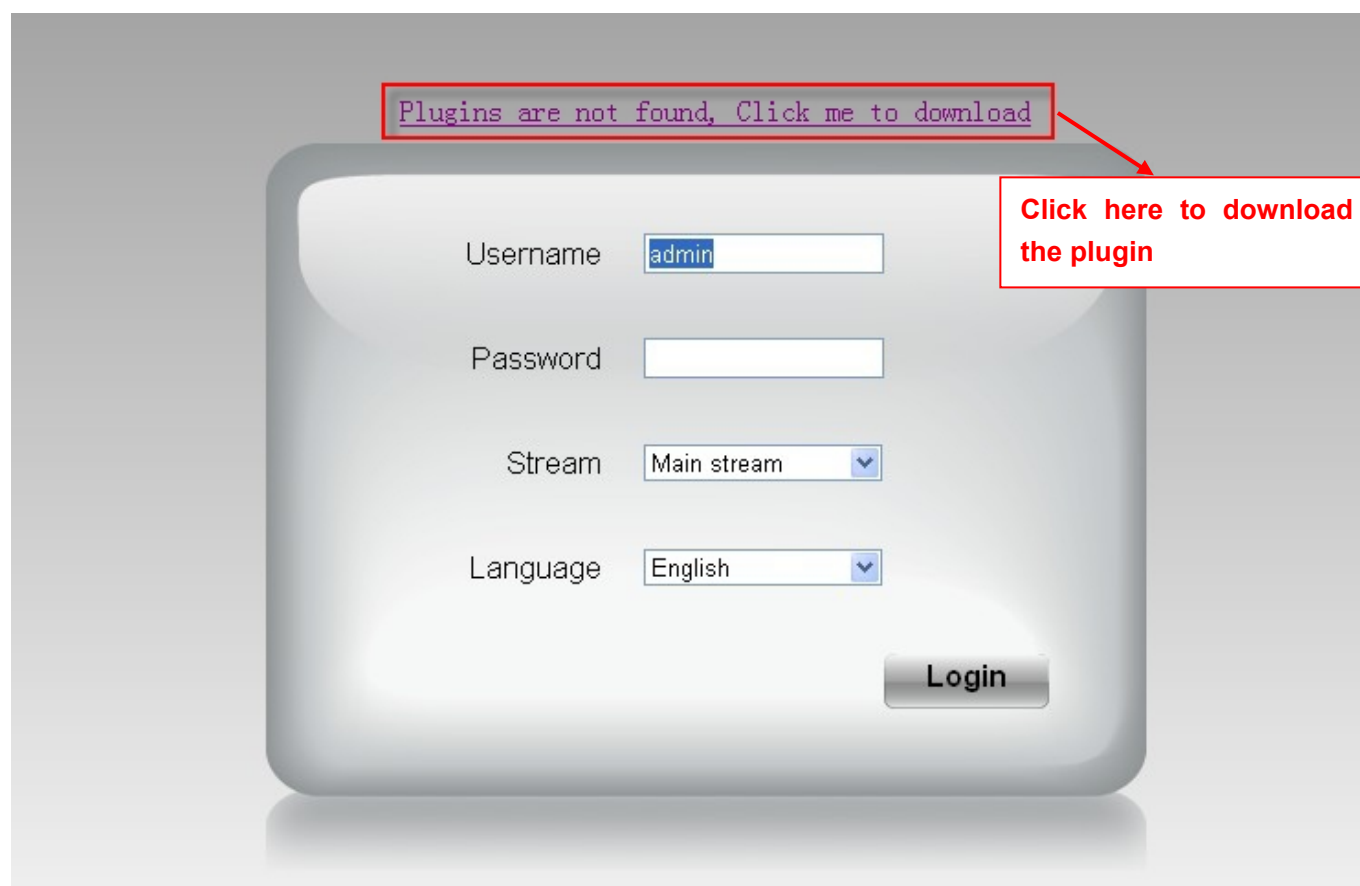 Plugins are not found, Click me to download
Click here to download
the plugin
Username admin
Password
Stream Main stream
Language English
Login